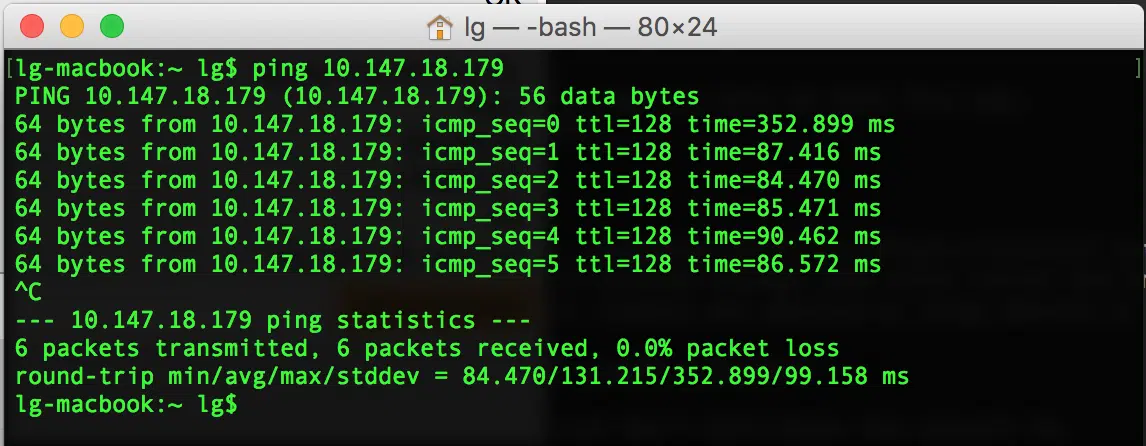 lg — -bash — 80×24
[lg-macbook:~ lg$ ping 10.147.18.179 ]
PING 10.147.18.179 (10.147.18.179): 56 data bytes
64 bytes from 10.147.18.179: icmp_seq=0 ttl=128 time=352.899 ms
64 bytes from 10.147.18.179: icmp_seq=1 ttl=128 time=87.416 ms
64 bytes from 10.147.18.179: icmp_seq=2 ttl=128 time=84.470 ms
64 bytes from 10.147.18.179: icmp_seq=3 ttl=128 time=85.471 ms
64 bytes from 10.147.18.179: icmp_seq=4 ttl=128 time=90.462 ms
64 bytes from 10.147.18.179: icmp_seq=5 ttl=128 time=86.572 ms
^C
--- 10.147.18.179 ping statistics ---
6 packets transmitted, 6 packets received, 0.0% packet loss
round-trip min/avg/max/stddev = 84.470/131.215/352.899/99.158 ms
lg-macbook:~ lg$